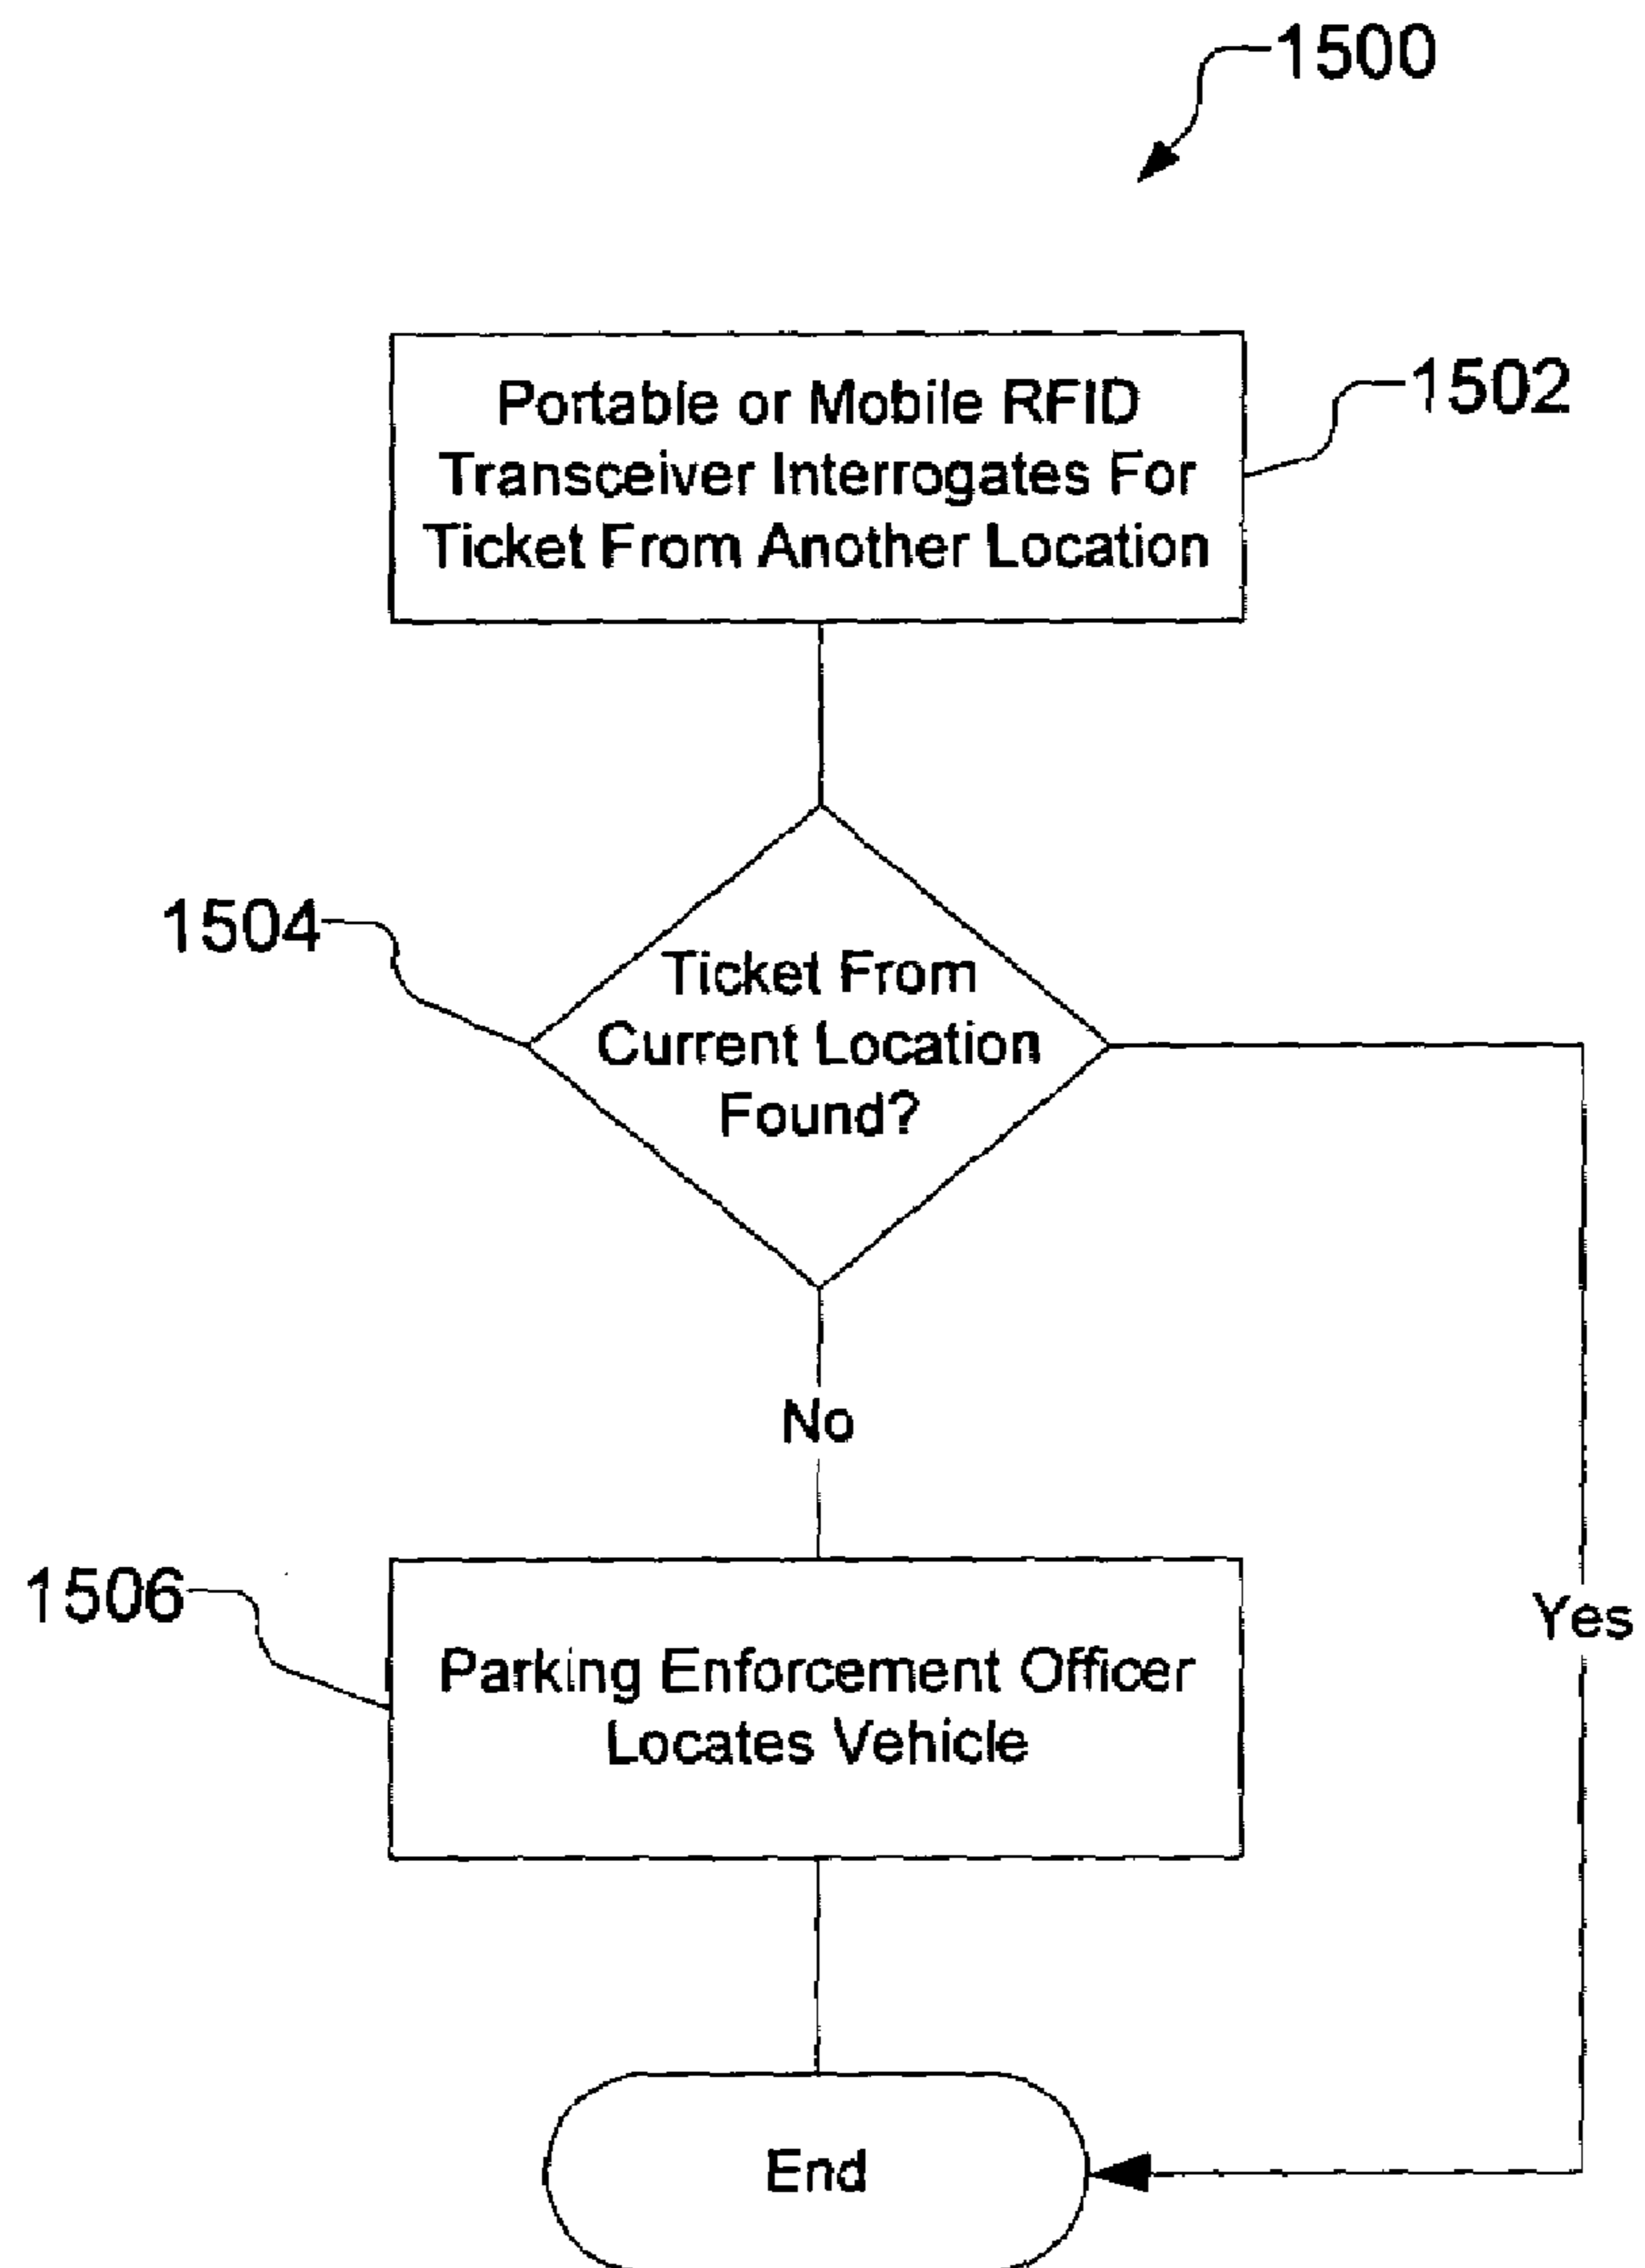 1500
Portable or Mobile RFID
Transceiver Interrogates For
Ticket From Another Location
1502
1504
Ticket From
Current Location
Found?
No
Yes
1506
Parking Enforcement Officer
Locates Vehicle
End